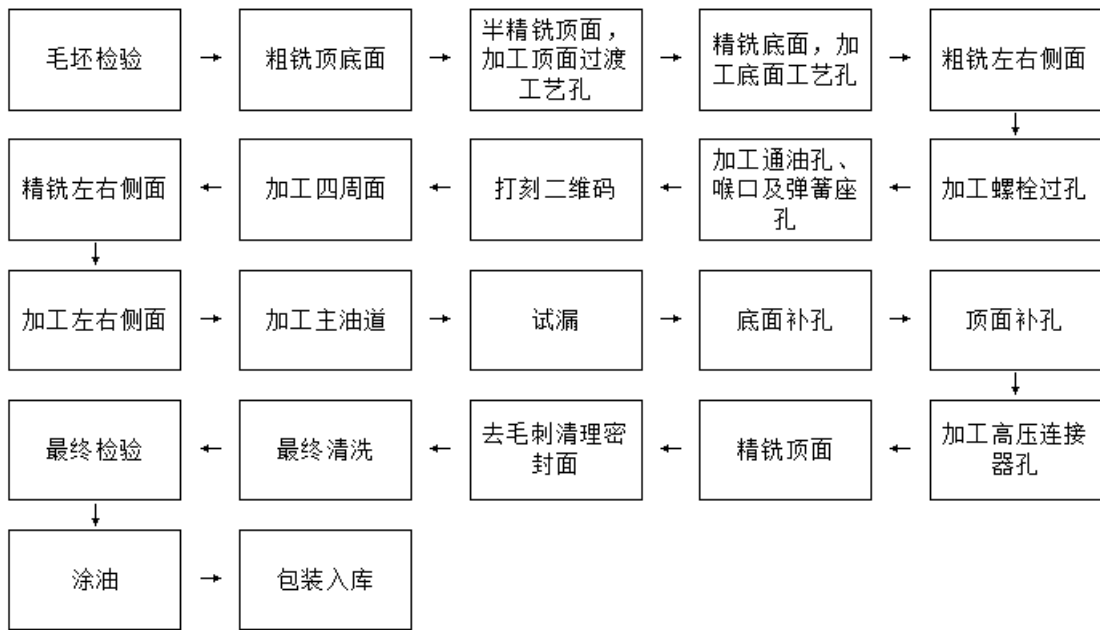 毛坯检验
粗铣顶底面
半精铣顶面，
加工顶面过渡
工艺孔
精铣底面，加
工底面工艺孔
粗铣左右侧面
精铣左右侧面
加工四周面
打刻二维码
加工通油孔、
喉口及弹簧座
孔
加工螺栓过孔
加工左右侧面
加工主油道
试漏
底面补孔
顶面补孔
最终检验
最终清洗
去毛刺清理密
封面
精铣顶面
加工高压连接
器孔
涂油
包装入库